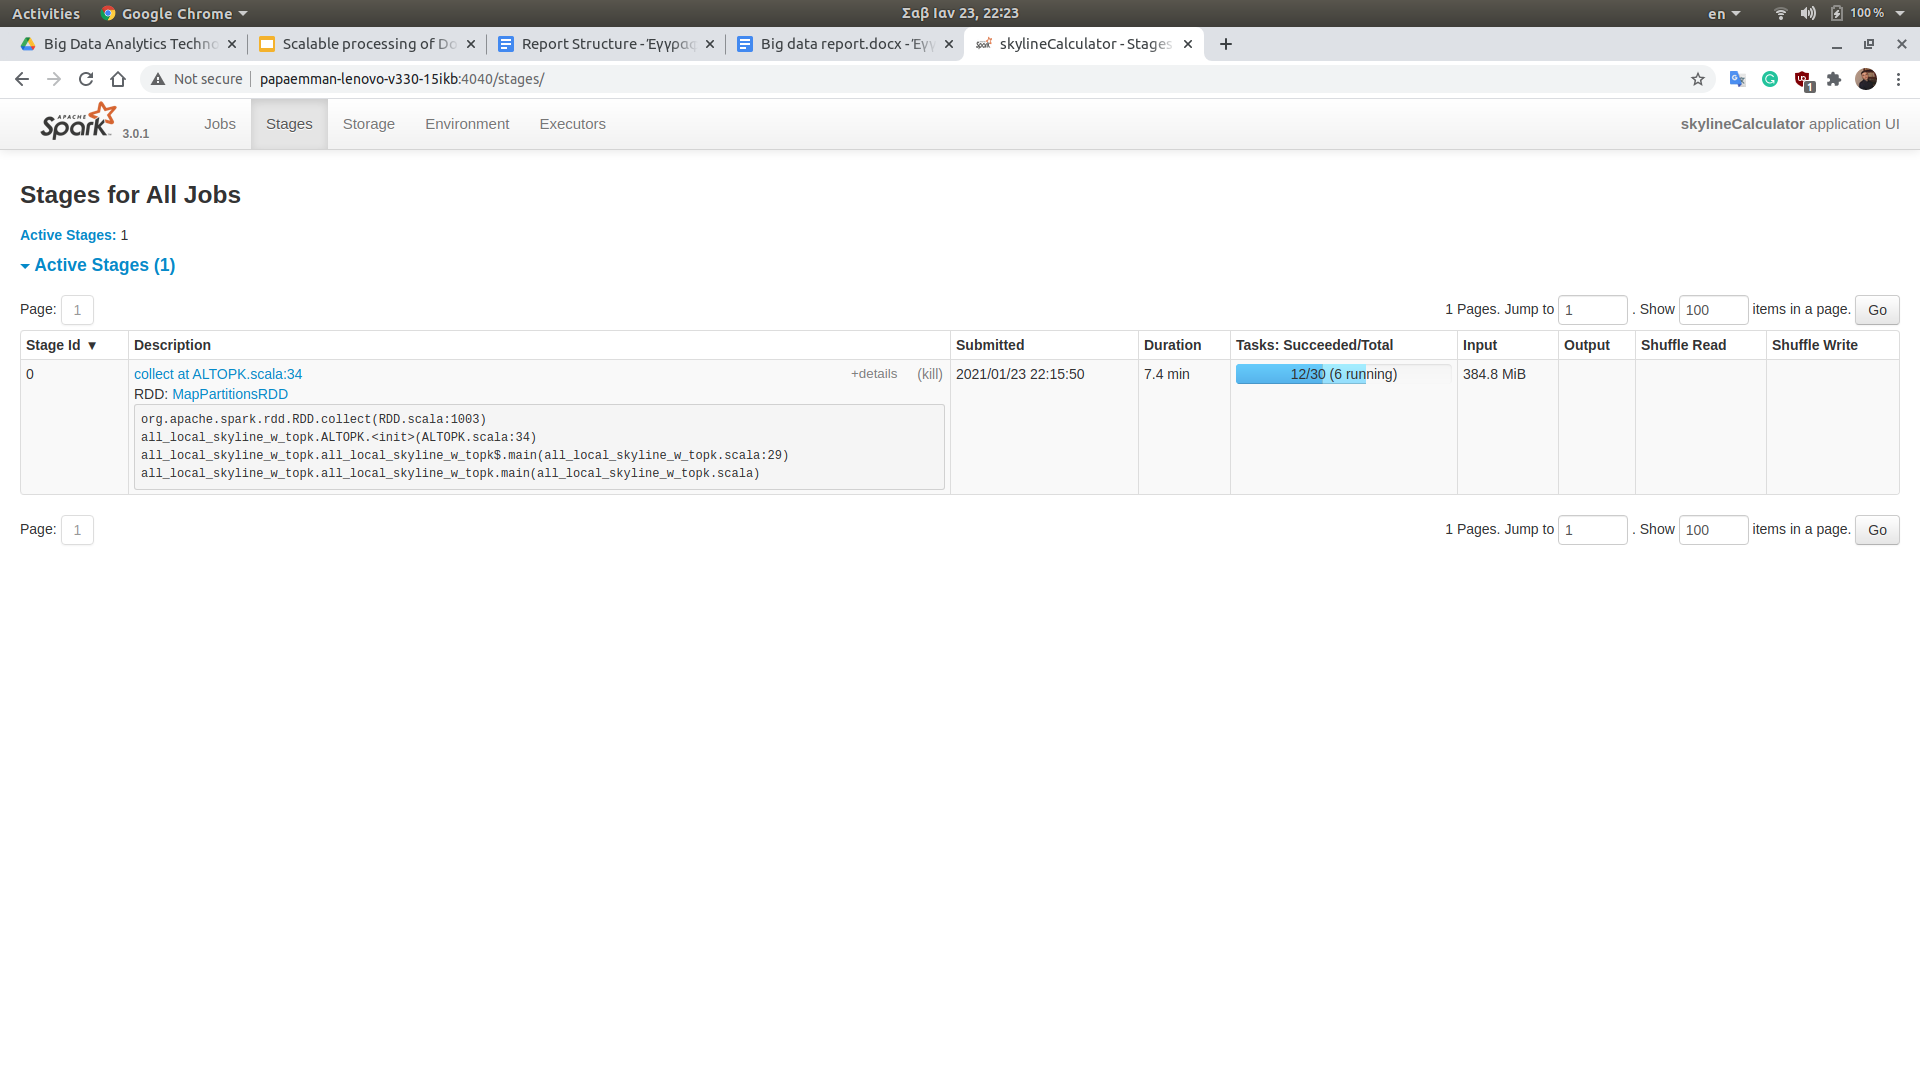 Activities Google Chrome Σαβ Ιαν 23, 22:23 en 100 %
Big Data Analytics Techno Scalable processing of Do Report Structure - Έγγραφ Big data report.docx - Έγγ skylineCalculator - Stages
Not secure papaemman-lenovo-v330-15ikb:4040/stages/ 1
APACHE Spark 3.0.1 Jobs Stages Storage Environment Executors skylineCalculator application UI
Stages for All Jobs
Active Stages: 1
Active Stages (1)
Page: 1 1 Pages. Jump to 1 . Show 100 items in a page. Go
Stage Id ▼ Description Submitted Duration Tasks: Succeeded/Total Input Output Shuffle Read Shuffle Write
0 collect at ALTOPK.scala:34 +details (kill) 2021/01/23 22:15:50 7.4 min 12/30 (6 running) 384.8 MiB
RDD: MapPartitionsRDD
org.apache.spark.rdd.RDD.collect(RDD.scala:1003)
all_local_skyline_w_topk.ALTOPK.<init>(ALTOPK.scala:34)
all_local_skyline_w_topk.all_local_skyline_w_topk$.main(all_local_skyline_w_topk.scala:29)
all_local_skyline_w_topk.all_local_skyline_w_topk.main(all_local_skyline_w_topk.scala)
Page: 1 1 Pages. Jump to 1 . Show 100 items in a page. Go